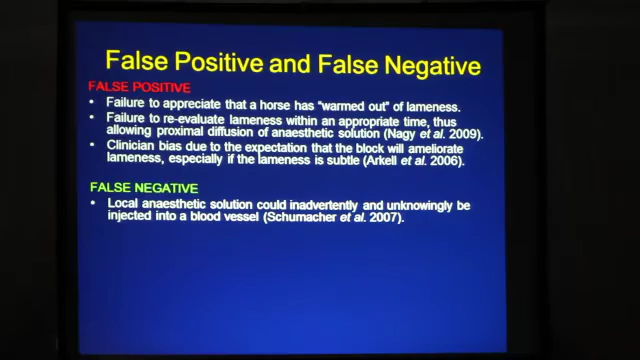 False Positive and False Negative
FALSE POSITIVE
• Failure to appreciate that a horse has "warmed out" of lameness.
• Failure to re-evaluate lameness within an appropriate time, thus
allowing proximal diffusion of anaesthetic solution (Nagy et al. 2009).
• Clinician bias due to the expectation that the block will ameliorate
lameness, especially if the lameness is subtle (Arkell et al. 2006).
FALSE NEGATIVE
• Local anaesthetic solution could inadvertently and unknowingly be
injected into a blood vessel (Schumacher et al. 2007).